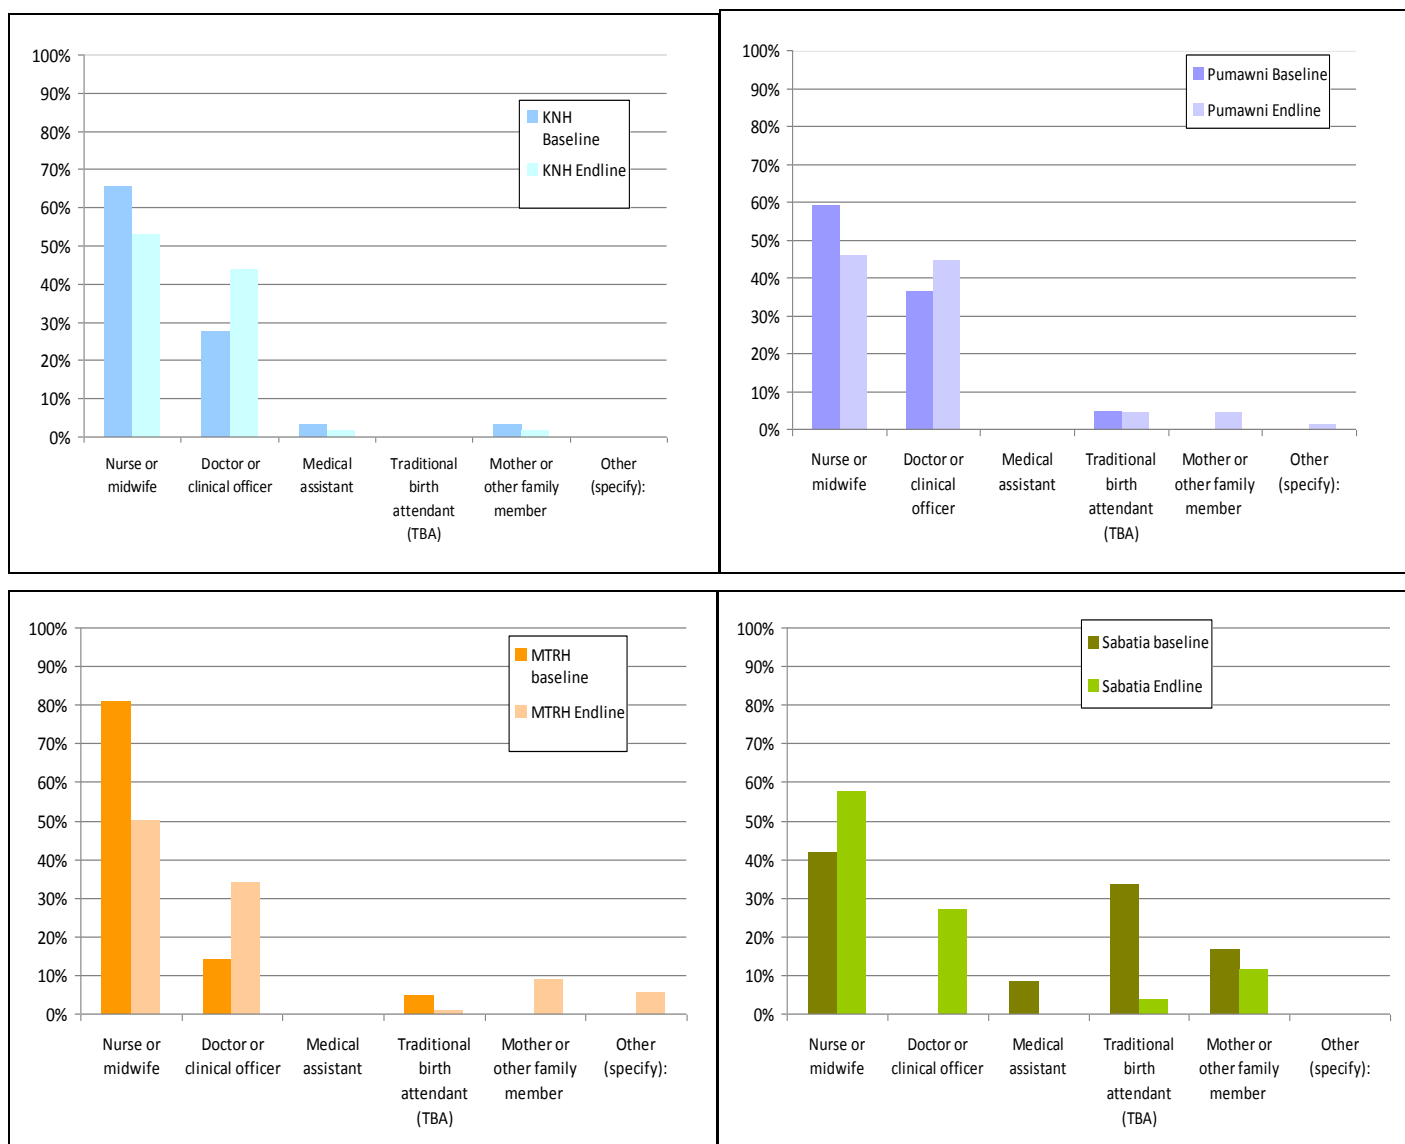 100%
90%
80%
70%
60%
50%
40%
30%
20%
10%
0%
KNH
Baseline
KNH Endline
Nurse or
midwife
Doctor or
clinical officer
Medical
assistant
Traditional
birth
attendant
(TBA)
Mother or
other family
member
Other
(specify):
100%
90%
80%
70%
60%
50%
40%
30%
20%
10%
0%
Pumawni Baseline
Pumawni Endline
Nurse or
midwife
Doctor or
clinical
officer
Medical
assistant
Traditional
birth
attendant
(TBA)
Mother or
other family
member
Other
(specify):
100%
90%
80%
70%
60%
50%
40%
30%
20%
10%
0%
MTRH
baseline
MTRH Endline
Nurse or
midwife
Doctor or
clinical officer
Medical
assistant
Traditional
birth
attendant
(TBA)
Mother or
other family
member
Other
(specify):
100%
90%
80%
70%
60%
50%
40%
30%
20%
10%
0%
Sabatia baseline
Sabatia Endline
Nurse or
midwife
Doctor or
clinical officer
Medical
assistant
Traditional
birth
attendant
(TBA)
Mother or
other family
member
Other
(specify):